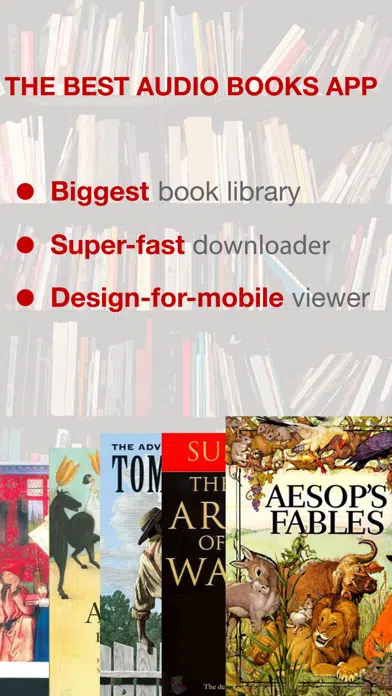 THE BEST AUDIO BOOKS APP
Biggest book library
Super-fast downloader
Design-for-mobile viewer
THE ADV
TOM
SU
THE
AR
OF
WA
The de
AESOP'S
FABLES